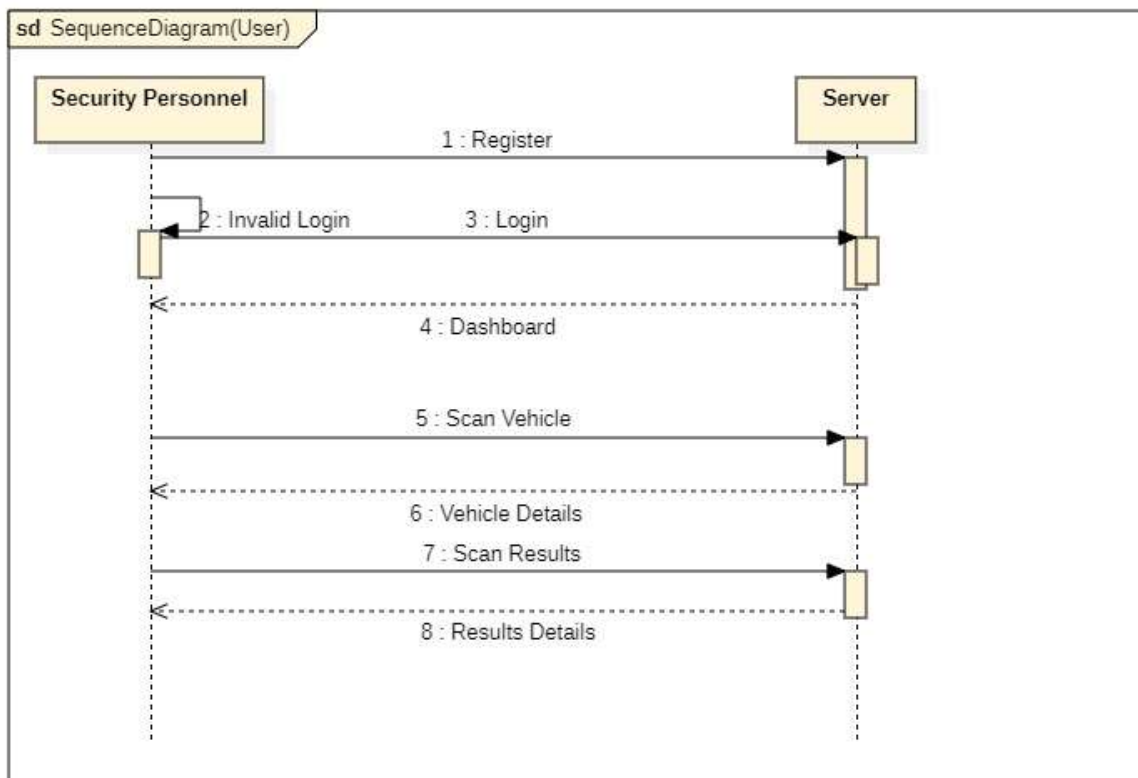 sd SequenceDiagram(User)
Security Personnel
Server
1 : Register
2 : Invalid Login
3 : Login
4 : Dashboard
5 : Scan Vehicle
6 : Vehicle Details
7 : Scan Results
8 : Results Details